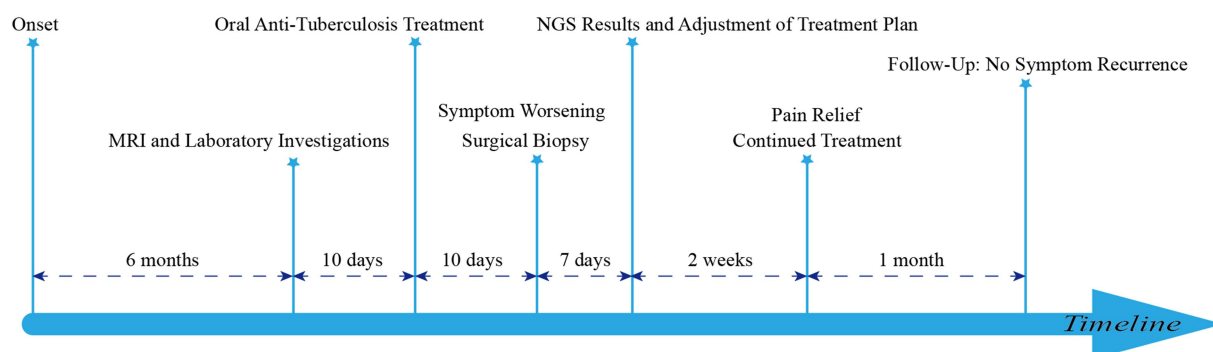 Onset
Oral Anti-Tuberculosis Treatment
NGS Results and Adjustment of Treatment Plan
Follow-Up: No Symptom Recurrence
MRI and Laboratory Investigations
Symptom Worsening
Surgical Biopsy
Pain Relief
Continued Treatment
6 months
10 days
10 days
7 days
2 weeks
1 month
Timeline